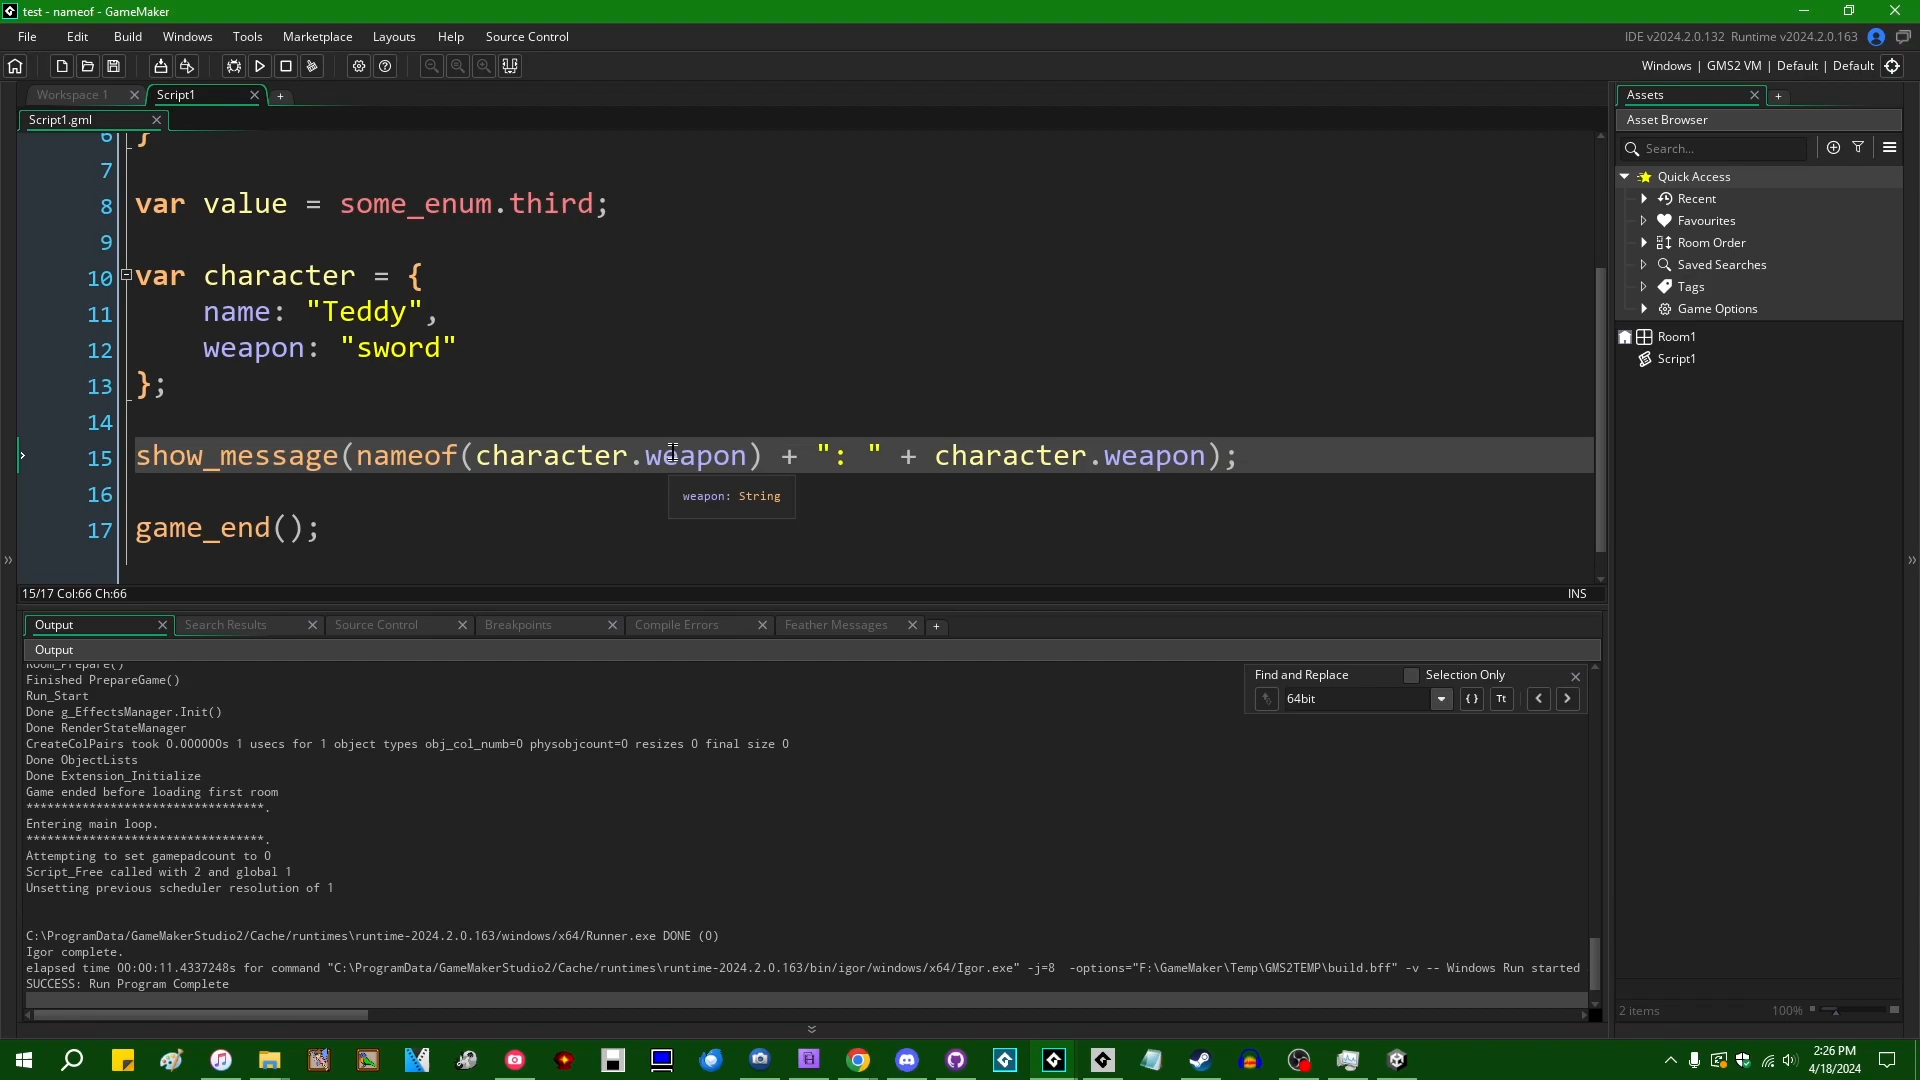 test - nameof - GameMaker
File Edit Build Windows Tools Marketplace Layouts Help Source Control
IDE v2024.2.0.132 Runtime v2024.2.0.163
Windows | GMS2 VM | Default | Default
Workspace 1
Script1
Script1.gml
6 }
7
8 var value = some_enum.third;
9
10 var character = {
11 name: "Teddy",
12 weapon: "sword"
13 };
14
15 show_message(nameof(character.weapon) + ": " + character.weapon);
weapon: String
16
17 game_end();
15/17 Col:66 Ch:66
INS
Assets
Asset Browser
Search...
Quick Access
Recent
Favourites
Room Order
Saved Searches
Tags
Game Options
Room1
Script1
2 items
100%
Output
Search Results
Source Control
Breakpoints
Compile Errors
Feather Messages
Output
Find and Replace
Selection Only
64bit
Room_Prepare()
Finished PrepareGame()
Run_Start
Done g_EffectsManager.Init()
Done RenderStateManager
CreateColPairs took 0.000000s 1 usecs for 1 object types obj_col_numb=0 physobjcount=0 resizes 0 final size 0
Done ObjectLists
Done Extension_Initialize
Game ended before loading first room
**********************************.
Entering main loop.
**********************************.
Attempting to set gamepadcount to 0
Script_Free called with 2 and global 1
Unsetting previous scheduler resolution of 1
C:\ProgramData/GameMakerStudio2/Cache/runtimes\runtime-2024.2.0.163/windows/x64/Runner.exe DONE (0)
Igor complete.
elapsed time 00:00:11.4337248s for command "C:\ProgramData/GameMakerStudio2/Cache/runtimes\runtime-2024.2.0.163/bin/igor/windows/x64/Igor.exe" -j=8 -options="F:\GameMaker\Temp\GMS2TEMP\build.bff" -v -- Windows Run started
SUCCESS: Run Program Complete
2:26 PM
4/18/2024